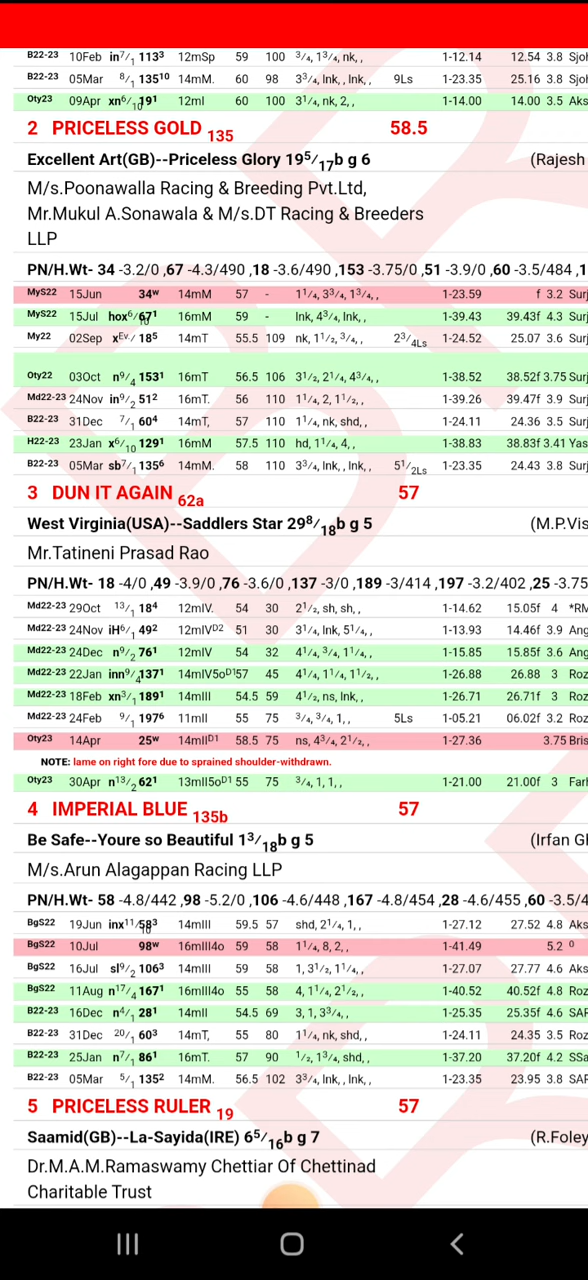 B22-23 10Feb in7/1 113³ 12mSp 59 100 3/4, 13/4, nk, , 1-12.14 12.54 3.8 Sjol
B22-23 05Mar 8/1 135¹⁰ 14mM. 60 98 33/4, lnk, , lnk, , 9Ls 1-23.35 25.16 3.8 Sjol
Oty23 09Apr xn6/10 19¹ 12mI 60 100 31/4, nk, 2, , 1-14.00 14.00 3.5 Aks
2 PRICELESS GOLD 135 58.5
Excellent Art(GB)--Priceless Glory 19⁵/17b g 6 (Rajesh
M/s.Poonawalla Racing & Breeding Pvt.Ltd,
Mr.Mukul A.Sonawala & M/s.DT Racing & Breeders
LLP
PN/H.Wt- 34 -3.2/0 ,67 -4.3/490 ,18 -3.6/490 ,153 -3.75/0 ,51 -3.9/0 ,60 -3.5/484 ,1
MyS22 15Jun 34ʷ 14mM 57 - 11/4, 33/4, 13/4, , 1-23.59 f 3.2 Surj
MyS22 15Jul hox6/10 67¹ 16mM 59 - lnk, 43/4, lnk, , 1-39.43 39.43f 4.3 Surj
My22 02Sep xEv./ 18⁵ 14mT 55.5 109 nk, 11/2, 3/4, , 23/4Ls 1-24.52 25.07 3.6 Surj
Oty22 03Oct n9/4 153¹ 16mT 56.5 106 31/2, 21/4, 43/4, , 1-38.52 38.52f 3.75 Surj
Md22-23 24Nov in9/2 51² 16mT. 56 110 11/4, 2, 11/2, , 1-39.26 39.47f 3.9 Surj
B22-23 31Dec 7/1 60⁴ 14mT, 57 110 11/4, nk, shd, , 1-24.11 24.36 3.5 Surj
H22-23 23Jan x6/10 129¹ 16mM 57.5 110 hd, 11/4, 4, , 1-38.83 38.83f 3.41 Yas
B22-23 05Mar sb7/1 135⁶ 14mM. 58 110 33/4, lnk, , lnk, , 51/2Ls 1-23.35 24.43 3.8 Surj
3 DUN IT AGAIN 62a 57
West Virginia(USA)--Saddlers Star 29⁸/18b g 5 (M.P.Vis
Mr.Tatineni Prasad Rao
PN/H.Wt- 18 -4/0 ,49 -3.9/0 ,76 -3.6/0 ,137 -3/0 ,189 -3/414 ,197 -3.2/402 ,25 -3.75
Md22-23 29Oct 13/1 18⁴ 12mIV. 54 30 21/2, sh, sh, , 1-14.62 15.05f 4 *RM
Md22-23 24Nov iH6/1 49² 12mIVD2 51 30 31/4, lnk, 51/4, , 1-13.93 14.46f 3.9 Ang
Md22-23 24Dec n9/2 76¹ 12mIV 54 32 41/4, 3/4, 11/4, , 1-15.85 15.85f 3.6 Ang
Md22-23 22Jan inn9/4 137¹ 14mIV5oD1 57 45 41/4, 11/4, 11/2, , 1-26.88 26.88 3 Roz
Md22-23 18Feb xn3/1 189¹ 14mIII 54.5 59 41/2, ns, lnk, , 1-26.71 26.71f 3 Roz
Md22-23 24Feb 9/1 197⁶ 11mII 55 75 3/4, 3/4, 1, , 5Ls 1-05.21 06.02f 3.2 Roz
Oty23 14Apr 25ʷ 14mIID1 58.5 75 ns, 43/4, 21/2, , 1-27.36 3.75 Bris
NOTE: lame on right fore due to sprained shoulder-withdrawn.
Oty23 30Apr n13/2 62¹ 13mII5oD1 55 75 3/4, 1, 1, , 1-21.00 21.00f 3 Farl
4 IMPERIAL BLUE 135b 57
Be Safe--Youre so Beautiful 1³/18b g 5 (Irfan Gl
M/s.Arun Alagappan Racing LLP
PN/H.Wt- 58 -4.8/442 ,98 -5.2/0 ,106 -4.6/448 ,167 -4.8/454 ,28 -4.6/455 ,60 -3.5/4
BgS22 19Jun inx11/10 58³ 14mIII 59.5 57 shd, 21/4, 1, , 1-27.12 27.52 4.8 Aks
BgS22 10Jul 98ʷ 16mIII4o 59 58 11/4, 8, 2, , 1-41.49 5.2 ⁰
BgS22 16Jul sl9/2 106³ 14mIII 59 58 1, 31/2, 11/4, , 1-27.07 27.77 4.6 Aks
BgS22 11Aug n17/4 167¹ 16mIII4o 55 58 4, 11/4, 21/2, , 1-40.52 40.52f 4.8 Roz
B22-23 16Dec n4/1 28¹ 14mII 54.5 69 3, 1, 33/4, , 1-25.35 25.35f 4.6 SAF
B22-23 31Dec 20/1 60³ 14mT, 55 80 11/4, nk, shd, , 1-24.11 24.35 3.5 Roz
B22-23 25Jan n7/1 86¹ 16mT. 57 90 1/2, 13/4, shd, , 1-37.20 37.20f 4.2 SSa
B22-23 05Mar 5/1 135² 14mM. 56.5 102 33/4, lnk, , lnk, , 1-23.35 23.95 3.8 SAF
5 PRICELESS RULER 19 57
Saamid(GB)--La-Sayida(IRE) 6⁵/16b g 7 (R.Foley
Dr.M.A.M.Ramaswamy Chettiar Of Chettinad
Charitable Trust